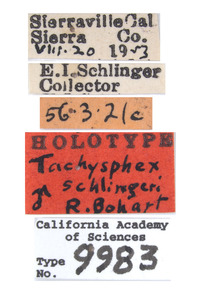 Sierraville Cal
Sierra Co.
VIII·20 1953
E.I. Schlinger
Collector
56·3·21c
HOLOTYPE
Tachysphex
♂ schlingeri
R. Bohart
California Academy
of Sciences
Type
No. 9983